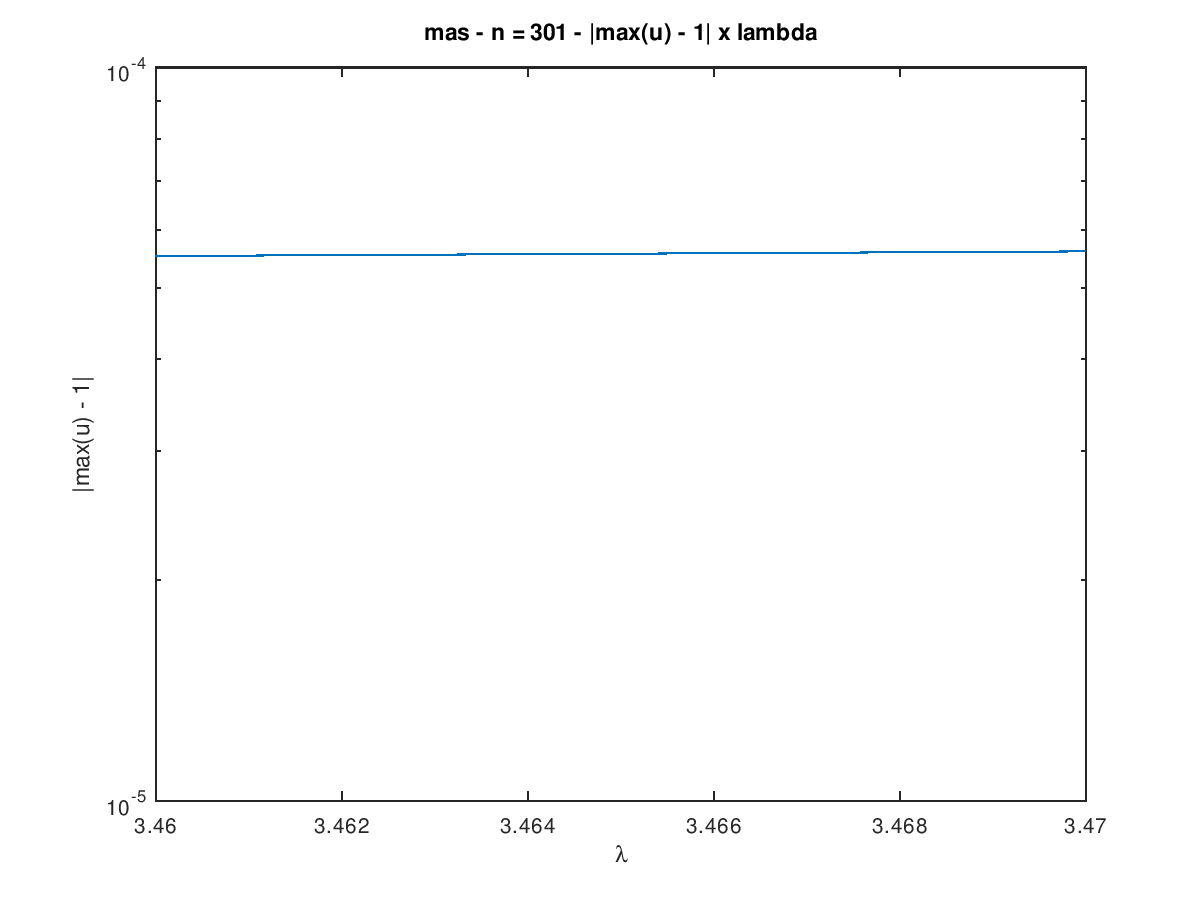 mas - n = 301 - |max(u) - 1| x lambda
10-4
|max(u) - 1|
10-5
3.46 3.462 3.464 3.466 3.468 3.47
λ